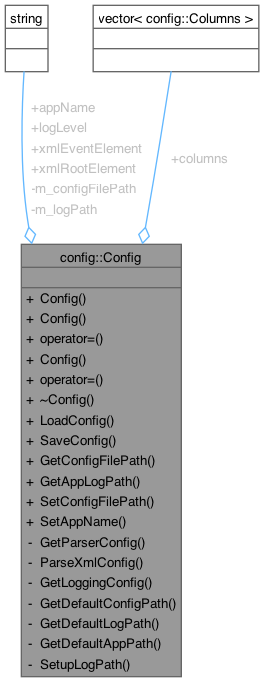 string
vector< config::Columns >
+appName
+logLevel
+xmlEventElement
+xmlRootElement
-m_configFilePath
-m_logPath
+columns
config::Config
+ Config()
+ Config()
+ operator=()
+ Config()
+ operator=()
+ ~Config()
+ LoadConfig()
+ SaveConfig()
+ GetConfigFilePath()
+ GetAppLogPath()
+ SetConfigFilePath()
+ SetAppName()
- GetParserConfig()
- ParseXmlConfig()
- GetLoggingConfig()
- GetDefaultConfigPath()
- GetDefaultLogPath()
- GetDefaultAppPath()
- SetupLogPath()